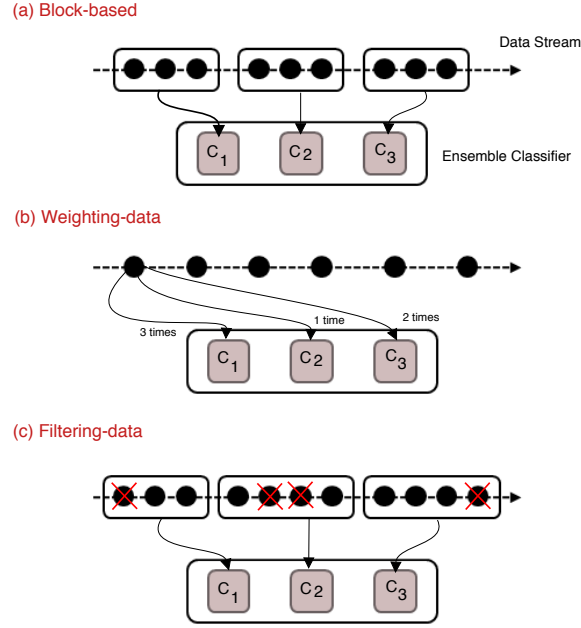 (a) Block-based
Data Stream
C1 C2 C3
Ensemble Classifier
(b) Weighting-data
3 times 1 time 2 times
C1 C2 C3
(c) Filtering-data
C1 C2 C3